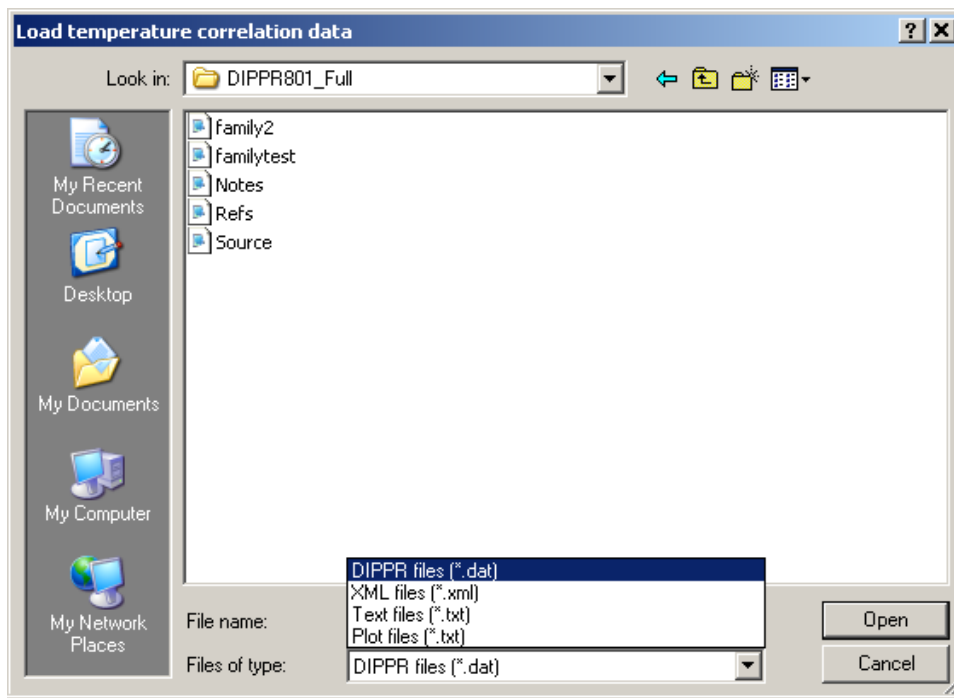 Load temperature correlation data
Look in:
DIPPR801_Full
My Recent
Documents
Desktop
My Documents
My Computer
My Network
Places
family2
familytest
Notes
Refs
Source
DIPPR files (*.dat)
XML files (*.xml)
Text files (*.txt)
Plot files (*.txt)
File name:
Open
Files of type:
DIPPR files (*.dat)
Cancel